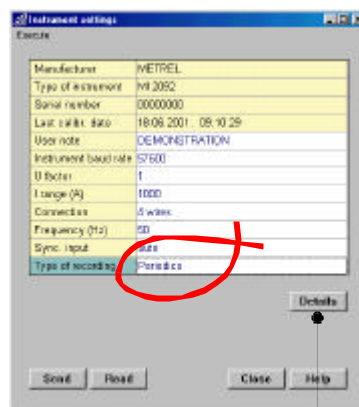 Instrument settings
Execute
Manufacturer METREL
Type of instrument MI 2092
Serial number 00000000
Last calibr. date 18.06.2001. 09:10:29
User note DEMONSTRATION
Instrument baud rate 57600
U factor 1
I range (A) 1000
Connection 4 wires
Frequency (Hz) 50
Sync. input auto
Type of recording Periodics
Details
Send Read Close Help